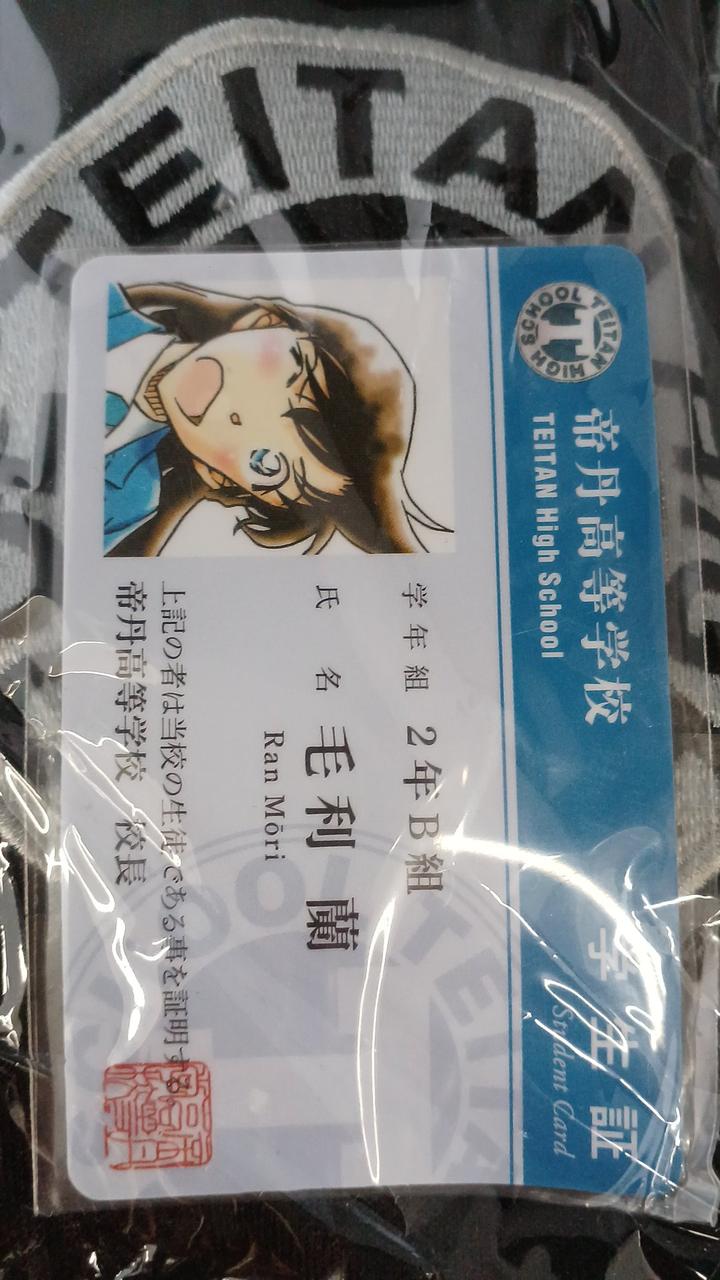 TEITAN
SCHOOL TEITAN HIGH
帝丹高等学校
TEITAN High School
学生証
Student Card
学年組 2年B組
氏名 毛利 蘭
Ran Mōri
上記の者は当校の生徒である事を証明する。
帝丹高等学校 校長